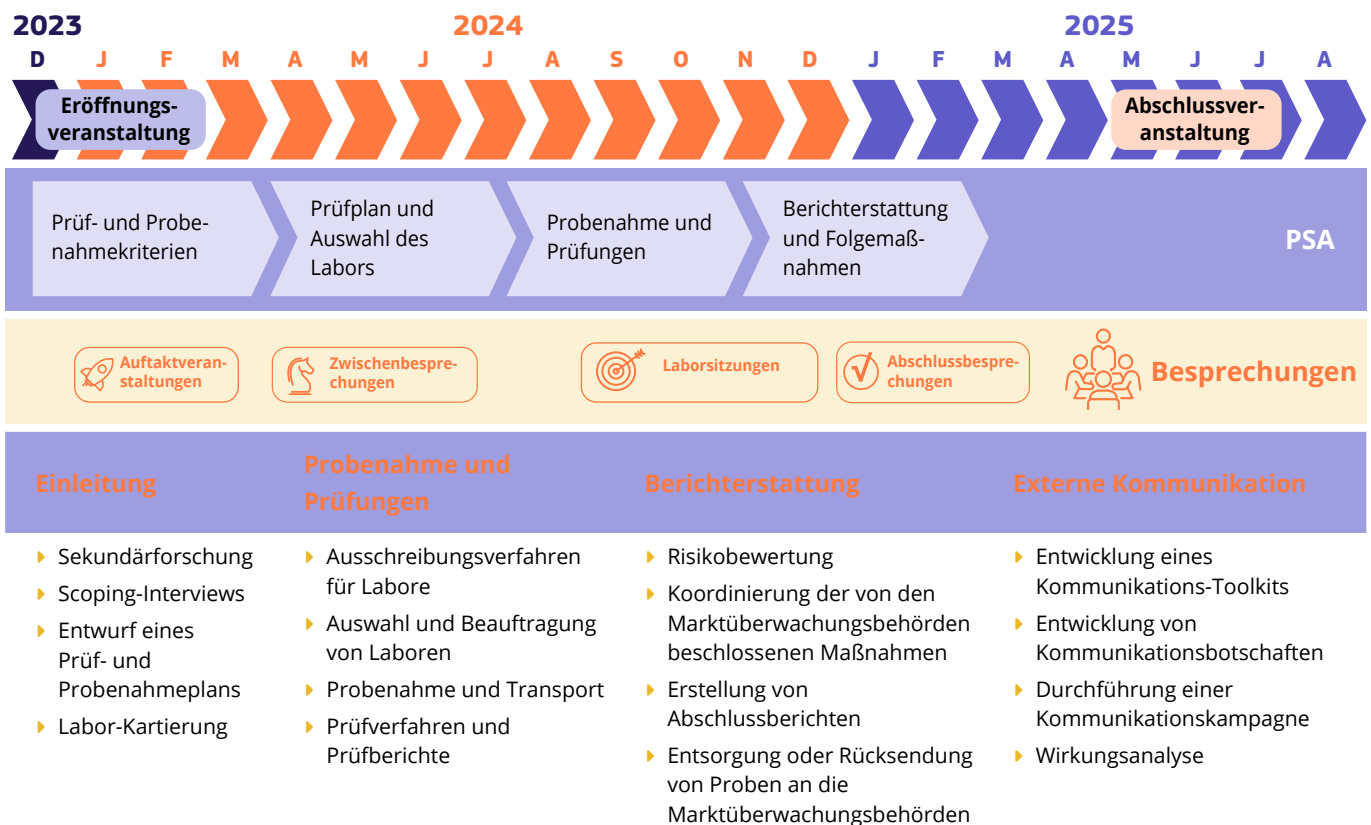 2023
2024
2025
D J F M A M J J A S O N D J F M A M J J A
Eröffnungs-
veranstaltung
Abschlussver-
anstaltung
Prüf- und Probe-
nahmekriterien
Prüfplan und
Auswahl des
Labors
Probenahme und
Prüfungen
Berichterstattung
und Folgemaß-
nahmen
PSA
Auftaktveran-
staltungen
Zwischenbespre-
chungen
Laborsitzungen
Abschlussbespre-
chungen
Besprechungen
Einleitung
Sekundärforschung
Scoping-Interviews
Entwurf eines
Prüf- und
Probenahmeplans
Labor-Kartierung
Probenahme und
Prüfungen
Ausschreibungsverfahren
für Labore
Auswahl und Beauftragung
von Laboren
Probenahme und Transport
Prüfverfahren und
Prüfberichte
Berichterstattung
Risikobewertung
Koordinierung der von den
Marktüberwachungsbehörden
beschlossenen Maßnahmen
Erstellung von
Abschlussberichten
Entsorgung oder Rücksendung
von Proben an die
Marktüberwachungsbehörden
Externe Kommunikation
Entwicklung eines
Kommunikations-Toolkits
Entwicklung von
Kommunikationsbotschaften
Durchführung einer
Kommunikationskampagne
Wirkungsanalyse